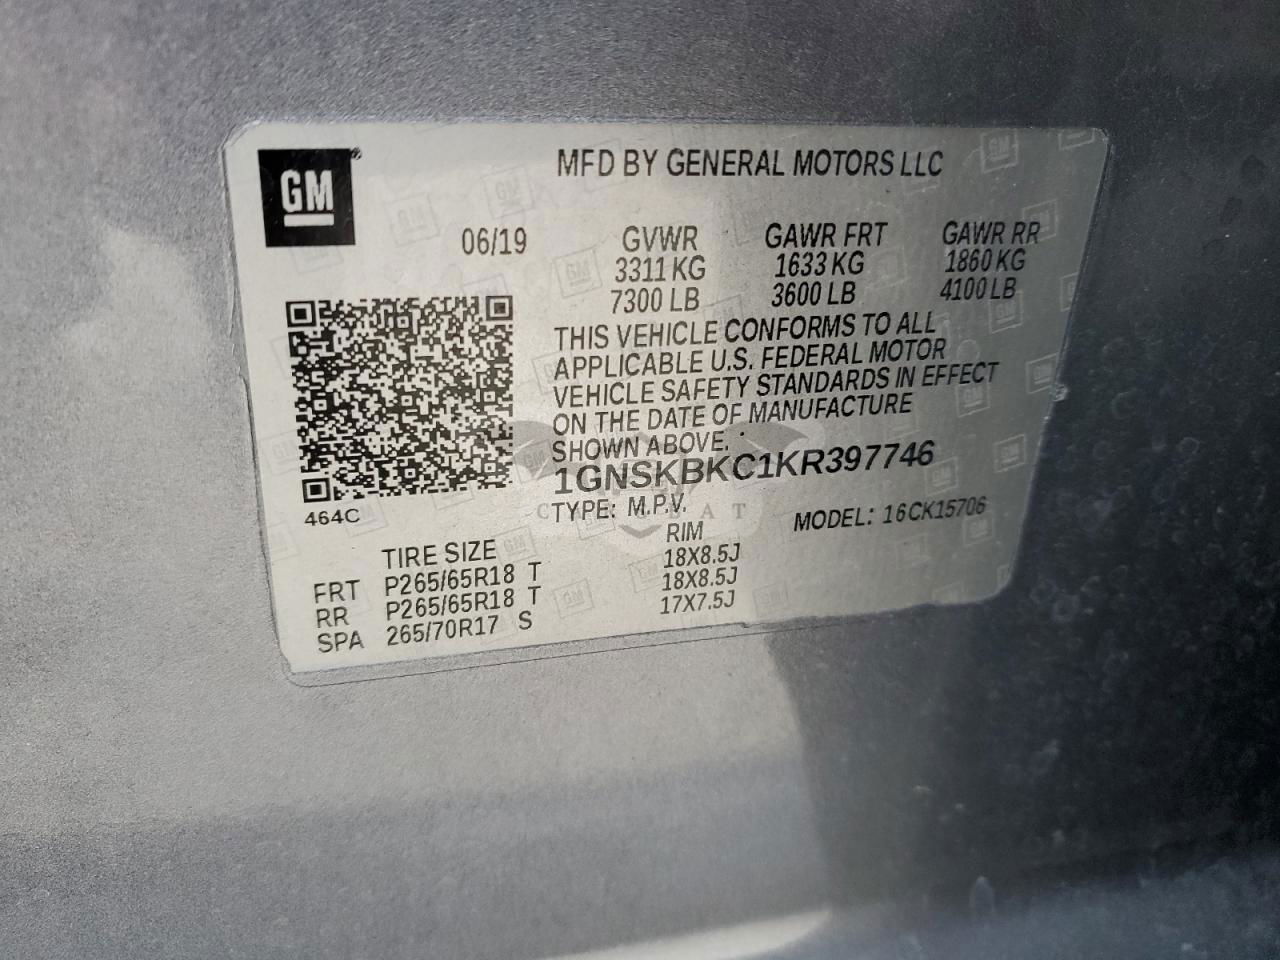 GM
MFD BY GENERAL MOTORS LLC
06/19
GVWR GAWR FRT GAWR RR
3311 KG 1633 KG 1860 KG
7300 LB 3600 LB 4100 LB
THIS VEHICLE CONFORMS TO ALL
APPLICABLE U.S. FEDERAL MOTOR
VEHICLE SAFETY STANDARDS IN EFFECT
ON THE DATE OF MANUFACTURE
SHOWN ABOVE.
1GNSKBKC1KR397746
464C
TYPE: M.P.V. MODEL: 16CK15706
TIRE SIZE RIM
FRT P265/65R18 T 18X8.5J
RR P265/65R18 T 18X8.5J
SPA 265/70R17 S 17X7.5J